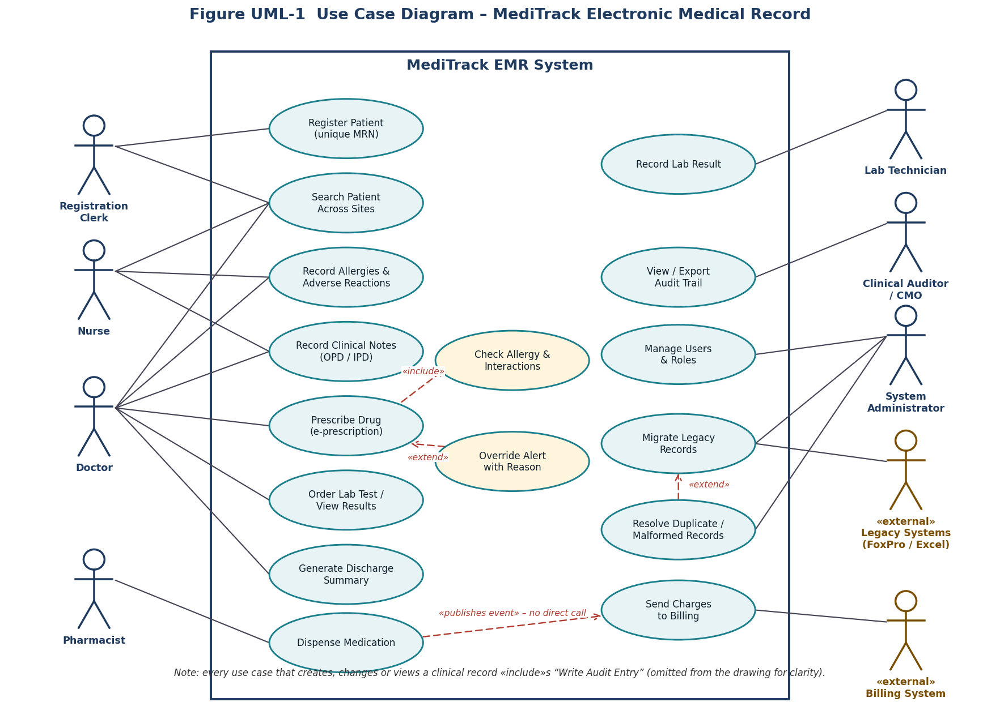 Figure UML-1  Use Case Diagram – MediTrack Electronic Medical Record
MediTrack EMR System
Registration
Clerk
Nurse
Doctor
Pharmacist
Register Patient
(unique MRN)
Search Patient
Across Sites
Record Allergies &
Adverse Reactions
Record Clinical Notes
(OPD / IPD)
«include»
Check Allergy &
Interactions
Prescribe Drug
(e-prescription)
«extend»
Override Alert
with Reason
Order Lab Test /
View Results
Generate Discharge
Summary
Dispense Medication
«publishes event» – no direct call
Record Lab Result
View / Export
Audit Trail
Manage Users
& Roles
Migrate Legacy
Records
«extend»
Resolve Duplicate /
Malformed Records
Send Charges
to Billing
Lab Technician
Clinical Auditor
/ CMO
System
Administrator
«external»
Legacy Systems
(FoxPro / Excel)
«external»
Billing System
Note: every use case that creates, changes or views a clinical record «include»s “Write Audit Entry” (omitted from the drawing for clarity).